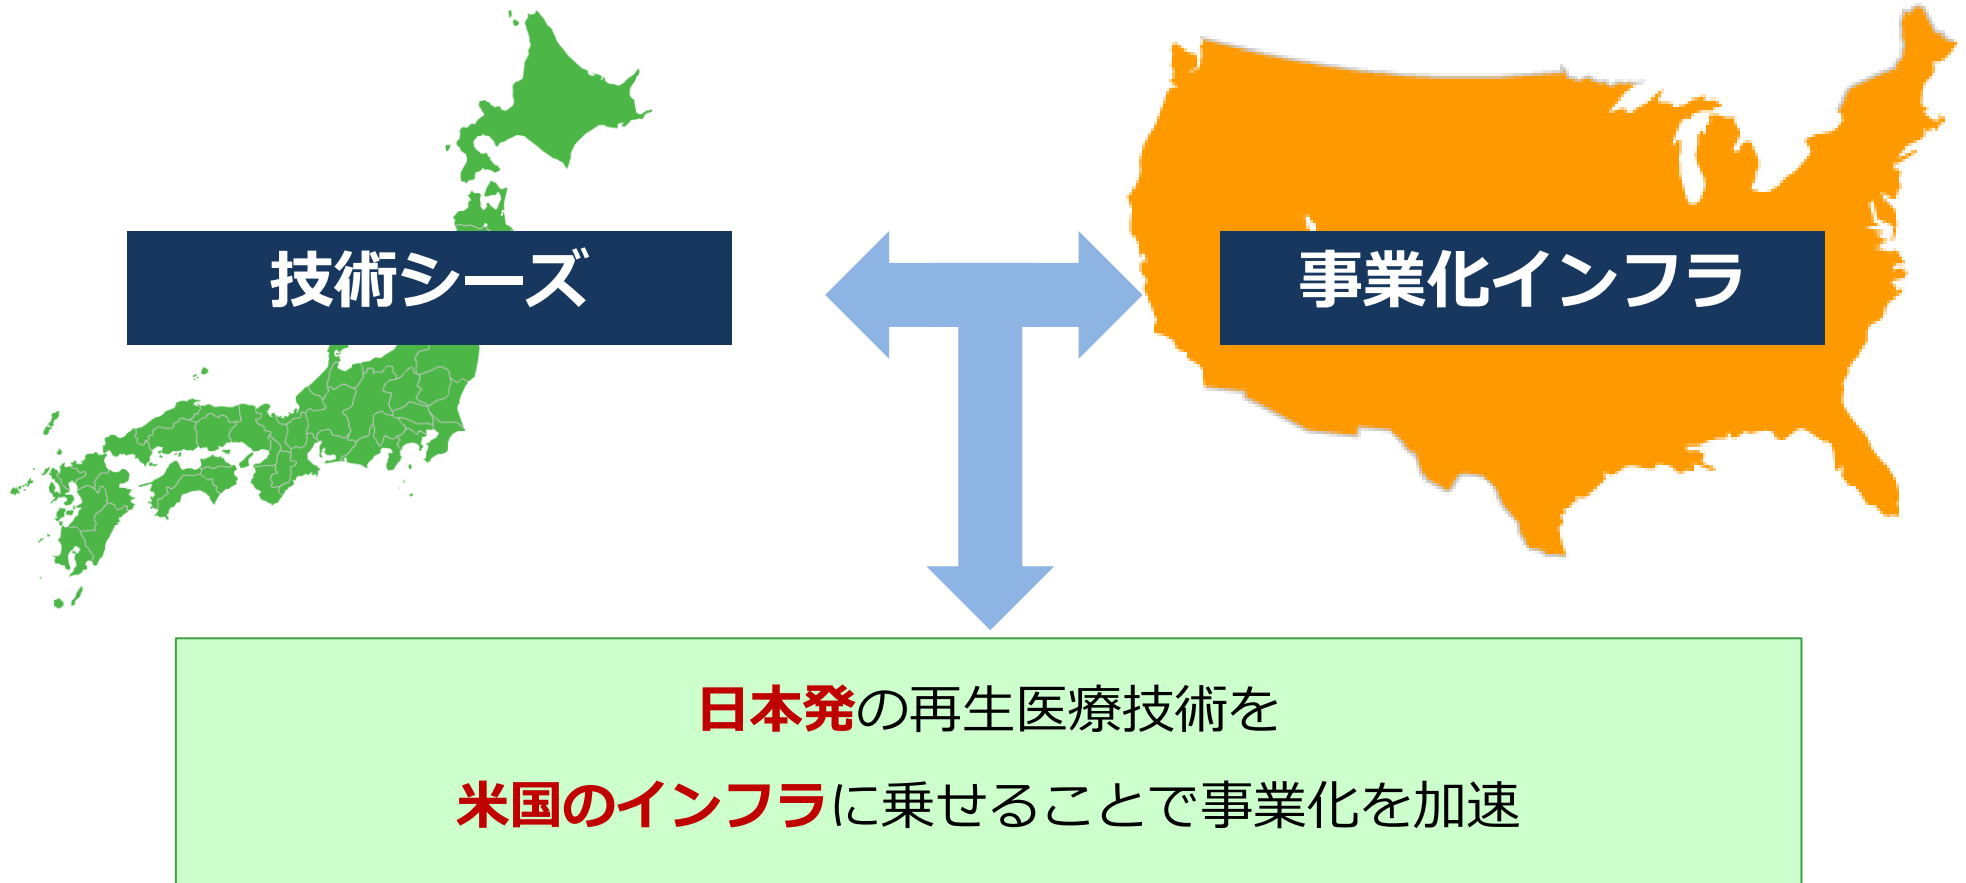 技術シーズ
事業化インフラ
日本発の再生医療技術を
米国のインフラに乗せることで事業化を加速